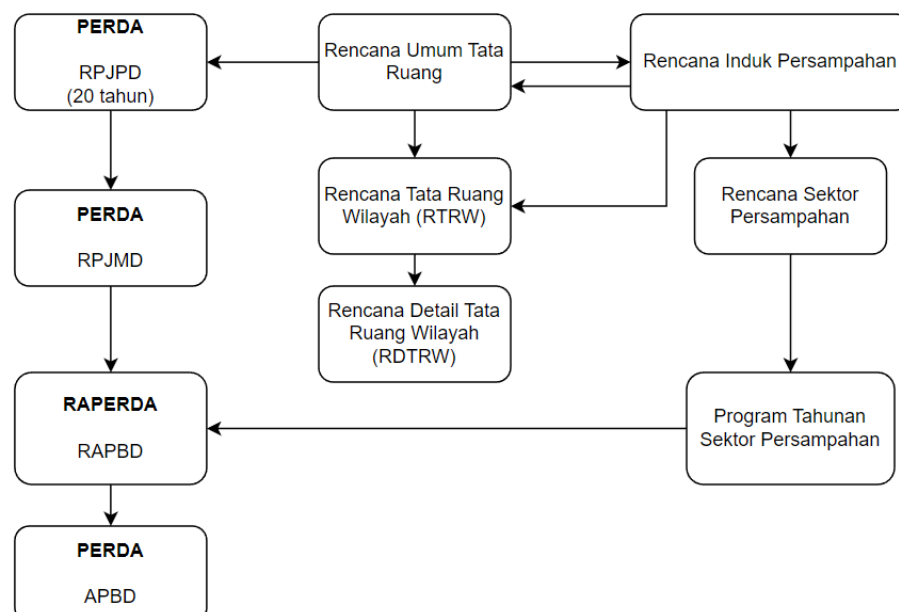 PERDA
RPJPD
(20 tahun)
Rencana Umum Tata
Ruang
Rencana Induk Persampahan
PERDA
RPJMD
Rencana Tata Ruang
Wilayah (RTRW)
Rencana Sektor
Persampahan
Rencana Detail Tata
Ruang Wilayah
(RDTRW)
RAPERDA
RAPBD
Program Tahunan
Sektor Persampahan
PERDA
APBD